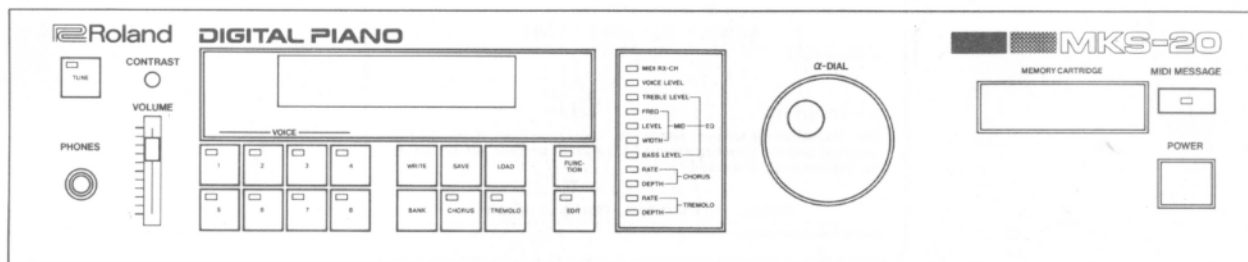 Roland
DIGITAL PIANO
MKS-20
TUNE
CONTRAST
VOLUME
PHONES
VOICE
1
2
3
4
5
6
7
8
WRITE
SAVE
LOAD
BANK
CHORUS
TREMOLO
FUNC-
TION
EDIT
MIDI RX-CH
VOICE LEVEL
TREBLE LEVEL
FREQ
LEVEL
MID
EQ
WIDTH
BASS LEVEL
RATE
CHORUS
DEPTH
RATE
TREMOLO
DEPTH
α-DIAL
MEMORY CARTRIDGE
MIDI MESSAGE
POWER